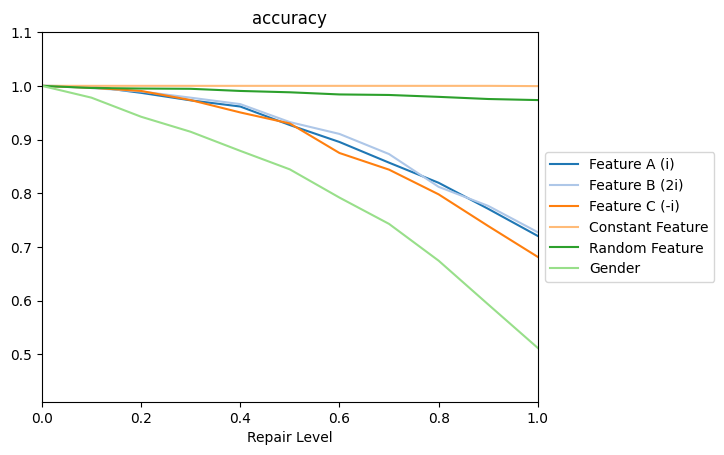 accuracy
1.1
1.0
0.9
0.8
0.7
0.6
0.5
0.0 0.2 0.4 0.6 0.8 1.0
Repair Level
Feature A (i)
Feature B (2i)
Feature C (-i)
Constant Feature
Random Feature
Gender